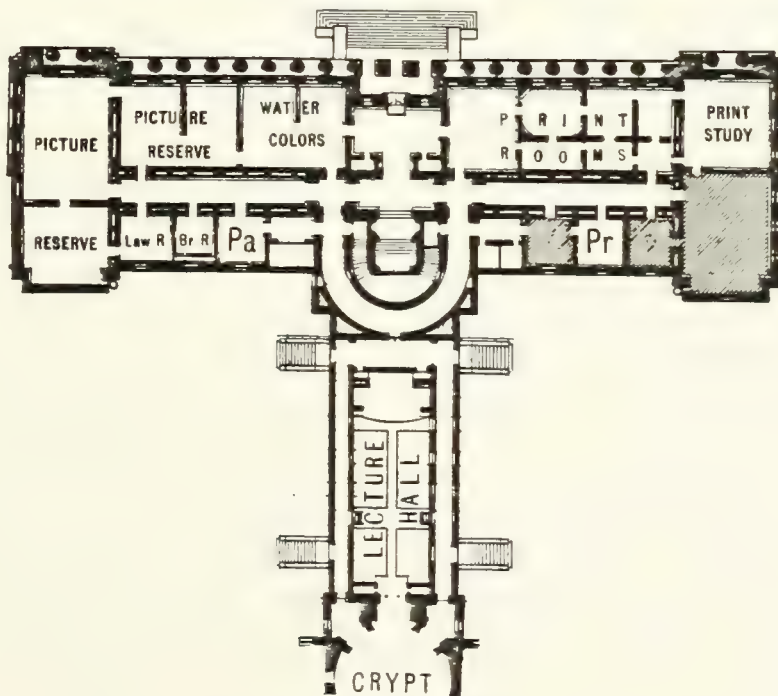 PICTURE
RESERVE
PICTURE
RESERVE
WATER
COLORS
PRINT
ROOMS
PRINT
STUDY
Law R
Br R
Pa
Pr
LECTURE
HALL
CRYPT